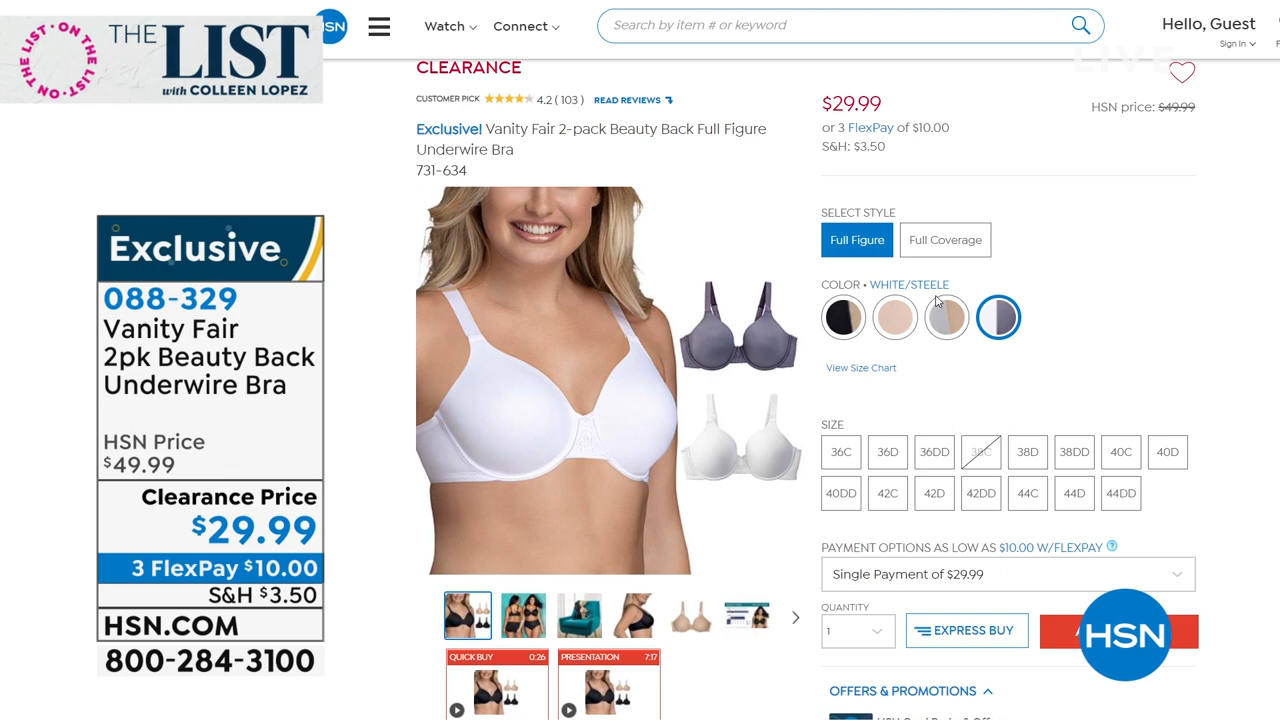 ON THE LIST • ON THE LIST •
THE
LIST
with COLLEEN LOPEZ
HSN
Watch
Connect
Search by item # or keyword
Hello, Guest
Sign In
LIVE
CLEARANCE
CUSTOMER PICK 4.2 ( 103 ) READ REVIEWS
Exclusive! Vanity Fair 2-pack Beauty Back Full Figure
Underwire Bra
731-634
$29.99
HSN price: $49.99
or 3 FlexPay of $10.00
S&H: $3.50
SELECT STYLE
Full Figure
Full Coverage
COLOR • WHITE/STEELE
View Size Chart
SIZE
36C 36D 36DD 38C 38D 38DD 40C 40D
40DD 42C 42D 42DD 44C 44D 44DD
PAYMENT OPTIONS AS LOW AS $10.00 W/FLEXPAY ?
Single Payment of $29.99
QUANTITY
1
EXPRESS BUY
HSN
OFFERS & PROMOTIONS
QUICK BUY 0:26
PRESENTATION 7:17
Exclusive
088-329
Vanity Fair
2pk Beauty Back
Underwire Bra
HSN Price
$49.99
Clearance Price
$29.99
3 FlexPay $10.00
S&H $3.50
HSN.COM
800-284-3100